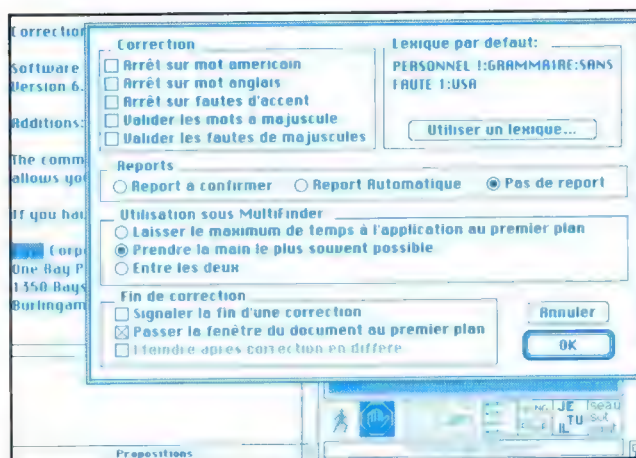 Correction
Software
Version 6.
Additions:
The comm
allows you
If you hav
Corp
One Bay P
1350 Bays
Burlingam
Correction
Arrêt sur mot americain
Arrêt sur mot anglais
Arrêt sur fautes d'accent
Valider les mots a majuscule
Valider les fautes de majuscules
Lexique par defaut:
PERSONNEL !:GRAMMAIRE:SANS
FAUTE 1:USA
Utiliser un lexique...
Reports
Report a confirmer
Report Automatique
Pas de report
Utilisation sous MultiFinder
Laisser le maximum de temps à l'application au premier plan
Prendre la main le plus souvent possible
Entre les deux
Fin de correction
Signaler la fin d'une correction
Passer la fenêtre du document au premier plan
Eteindre apres correction en differe
Annuler
OK
JE
TU
IL
seau
Propositions